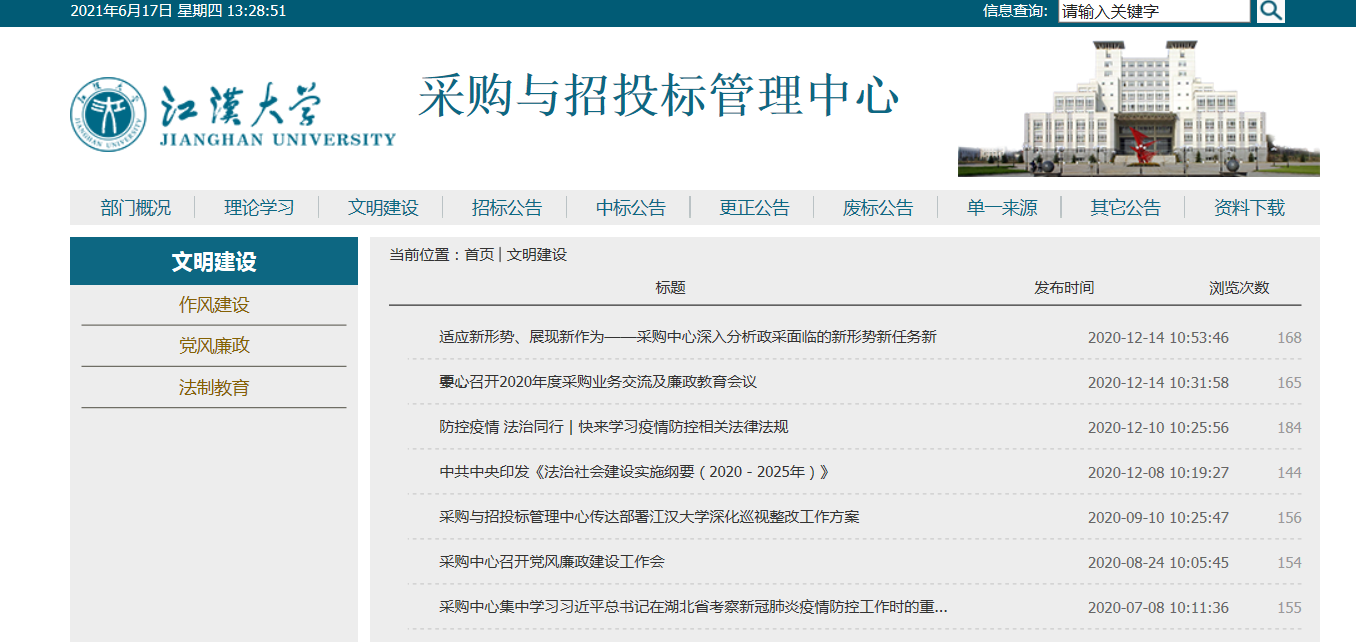 2021年6月17日 星期四 13:28:51
信息查询:
请输入关键字
江漢大学
JIANGHAN UNIVERSITY
采购与招投标管理中心
部门概况 理论学习 文明建设 招标公告 中标公告 更正公告 废标公告 单一来源 其它公告 资料下载
文明建设
作风建设
党风廉政
法制教育
当前位置：首页 | 文明建设
标题 发布时间 浏览次数
适应新形势、展现新作为——采购中心深入分析政采面临的新形势新任务新 2020-12-14 10:53:46 168
心召开2020年度采购业务交流及廉政教育会议 2020-12-14 10:31:58 165
防控疫情 法治同行 | 快来学习疫情防控相关法律法规 2020-12-10 10:25:56 184
中共中央印发《法治社会建设实施纲要（2020－2025年）》 2020-12-08 10:19:27 144
采购与招投标管理中心传达部署江汉大学深化巡视整改工作方案 2020-09-10 10:25:47 156
采购中心召开党风廉政建设工作会 2020-08-24 10:05:45 154
采购中心集中学习习近平总书记在湖北省考察新冠肺炎疫情防控工作时的重... 2020-07-08 10:11:36 155